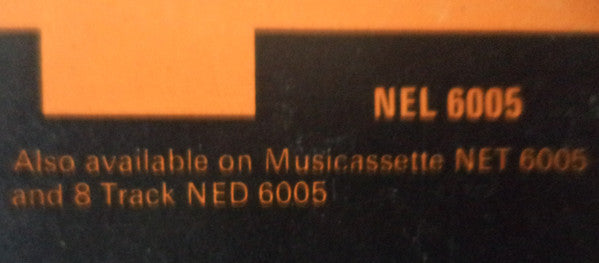 NEL 6005
Also available on Musicassette NET 6005
and 8 Track NED 6005